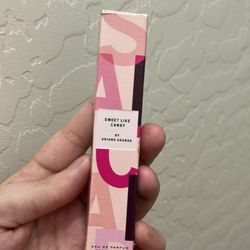 SWEET LIKE
CANDY
BY
ARIANA GRANDE
EAU DE PARFUM